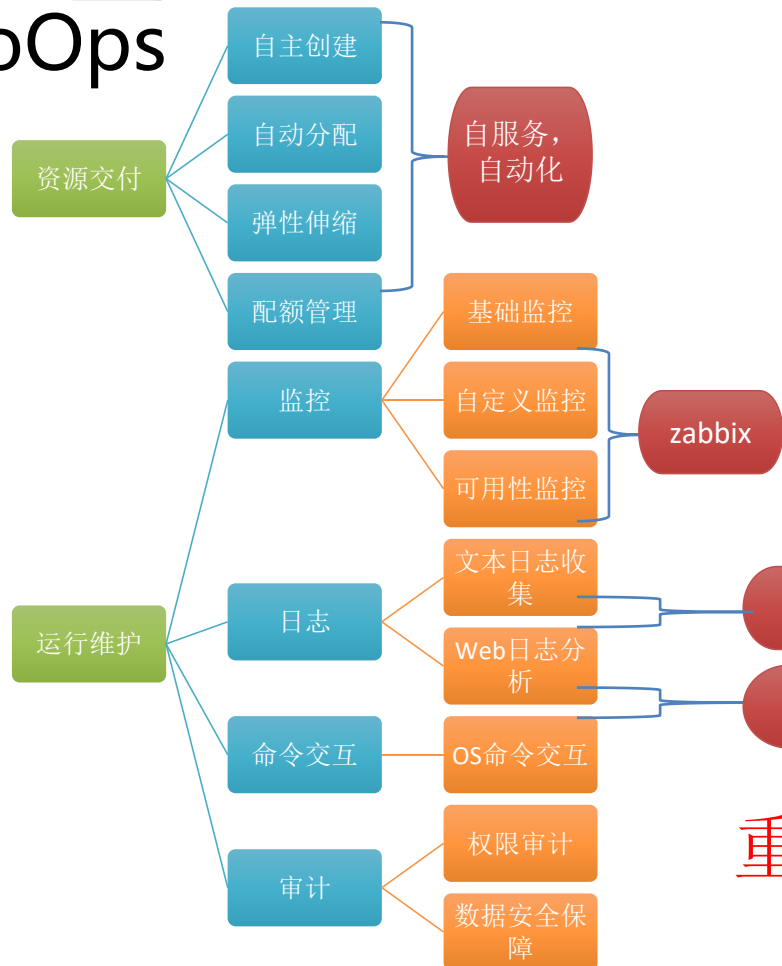 oOps
自主创建
自动分配
资源交付
弹性伸缩
配额管理
自服务，
自动化
监控
基础监控
自定义监控
可用性监控
zabbix
运行维护
日志
文本日志收
集
Web日志分
析
命令交互
OS命令交互
审计
权限审计
数据安全保
障
重